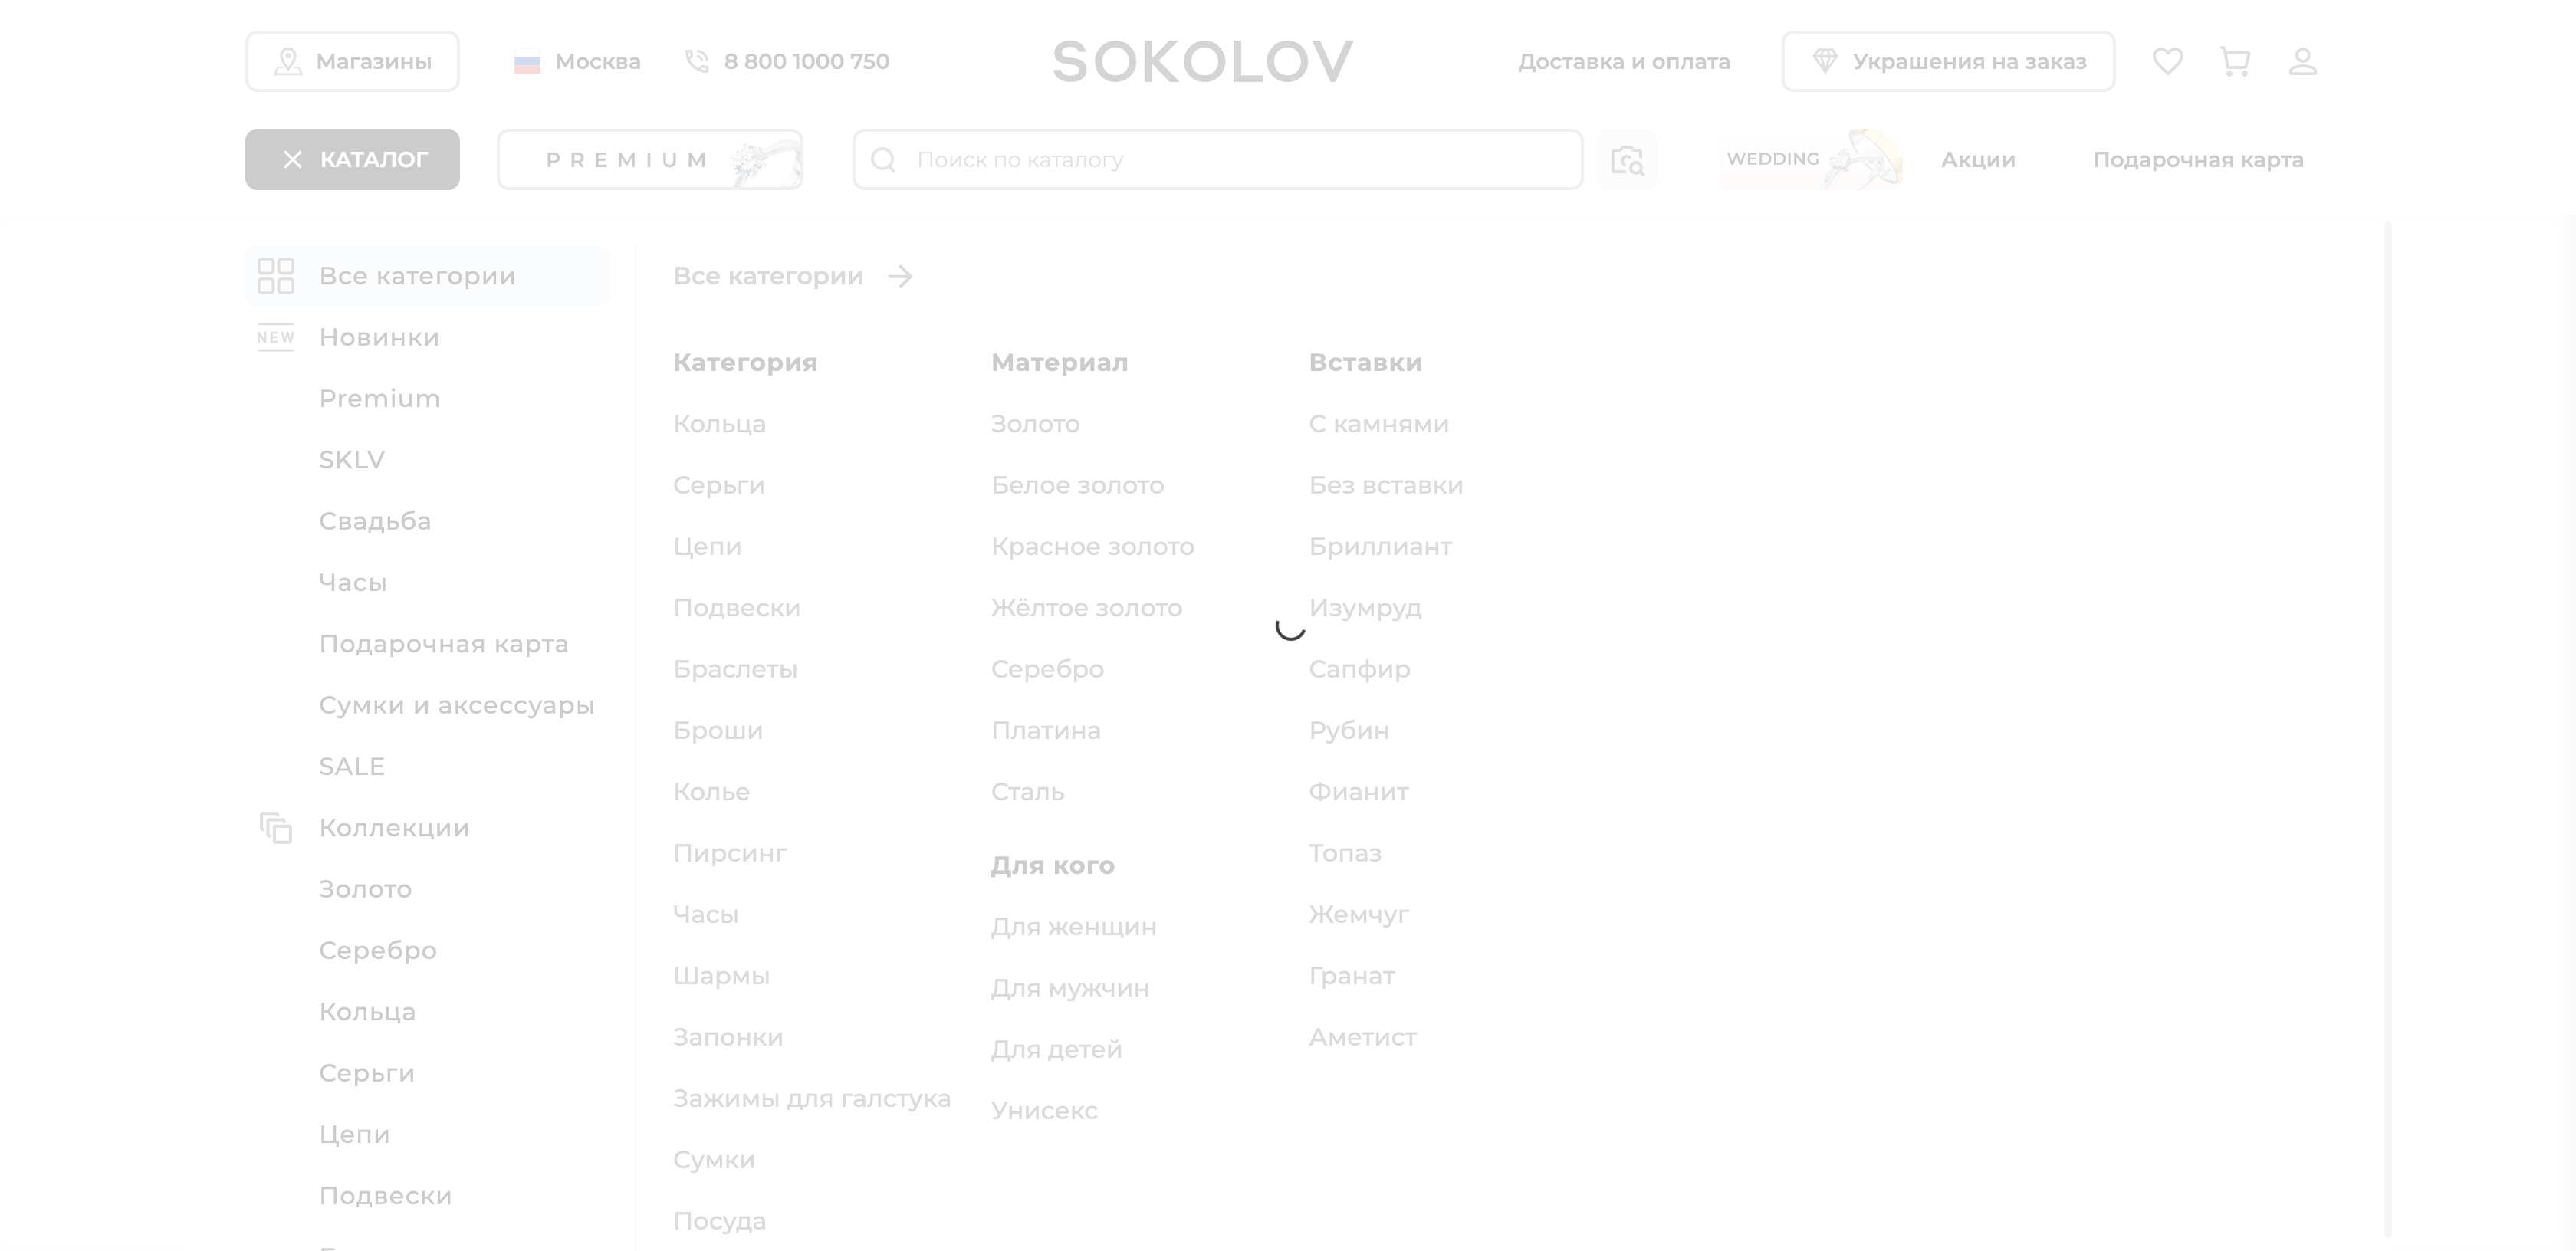 Магазины
Москва
8 800 1000 750
SOKOLOV
Доставка и оплата
Украшения на заказ
КАТАЛОГ
PREMIUM
Поиск по каталогу
WEDDING
Акции
Подарочная карта
Все категории
NEW Новинки
Premium
SKLV
Свадьба
Часы
Подарочная карта
Сумки и аксессуары
SALE
Коллекции
Золото
Серебро
Кольца
Серьги
Цепи
Подвески
Все категории
Категория
Кольца
Серьги
Цепи
Подвески
Браслеты
Броши
Колье
Пирсинг
Часы
Шармы
Запонки
Зажимы для галстука
Сумки
Посуда
Материал
Золото
Белое золото
Красное золото
Жёлтое золото
Серебро
Платина
Сталь
Для кого
Для женщин
Для мужчин
Для детей
Унисекс
Вставки
С камнями
Без вставки
Бриллиант
Изумруд
Сапфир
Рубин
Фианит
Топаз
Жемчуг
Гранат
Аметист